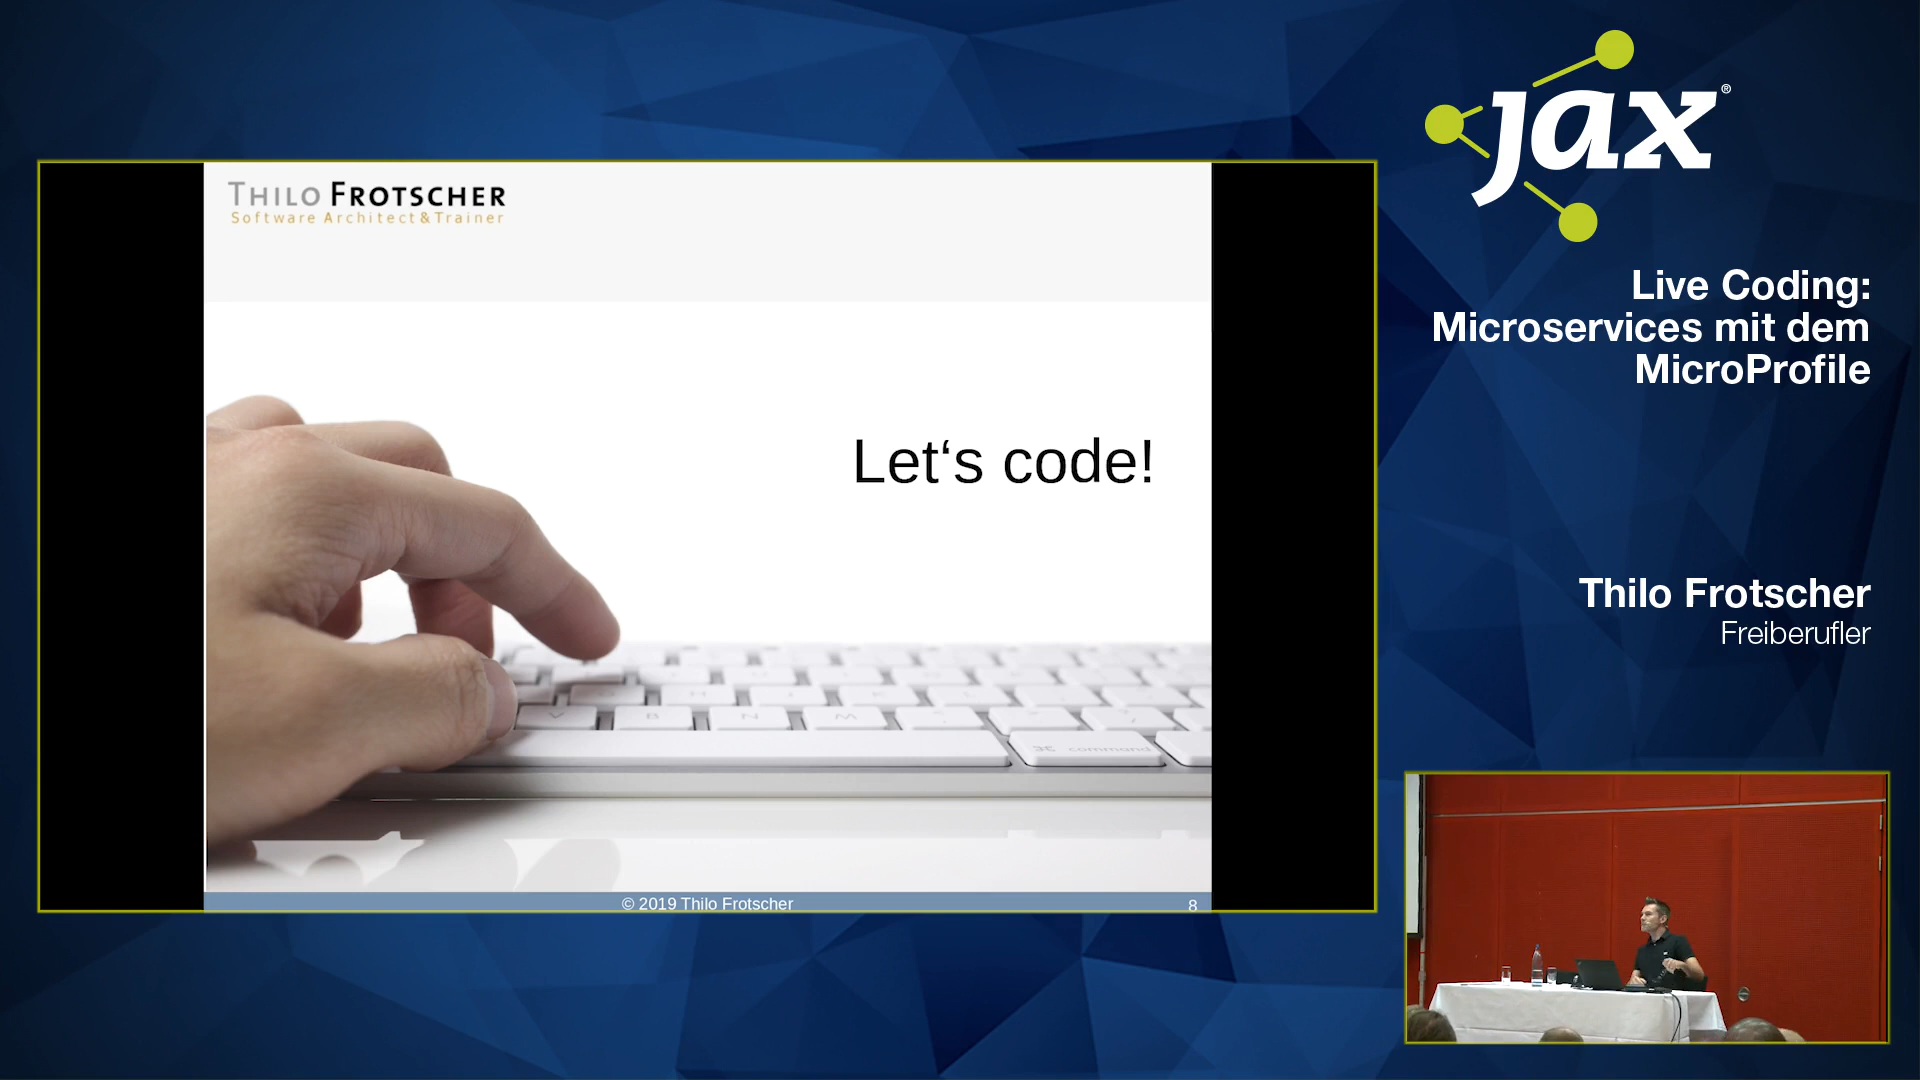 THILO FROTSCHER
Software Architect & Trainer
Let‘s code!
V B N M
⌘ command
© 2019 Thilo Frotscher
8
jax®
Live Coding:
Microservices mit dem
MicroProfile
Thilo Frotscher
Freiberufler